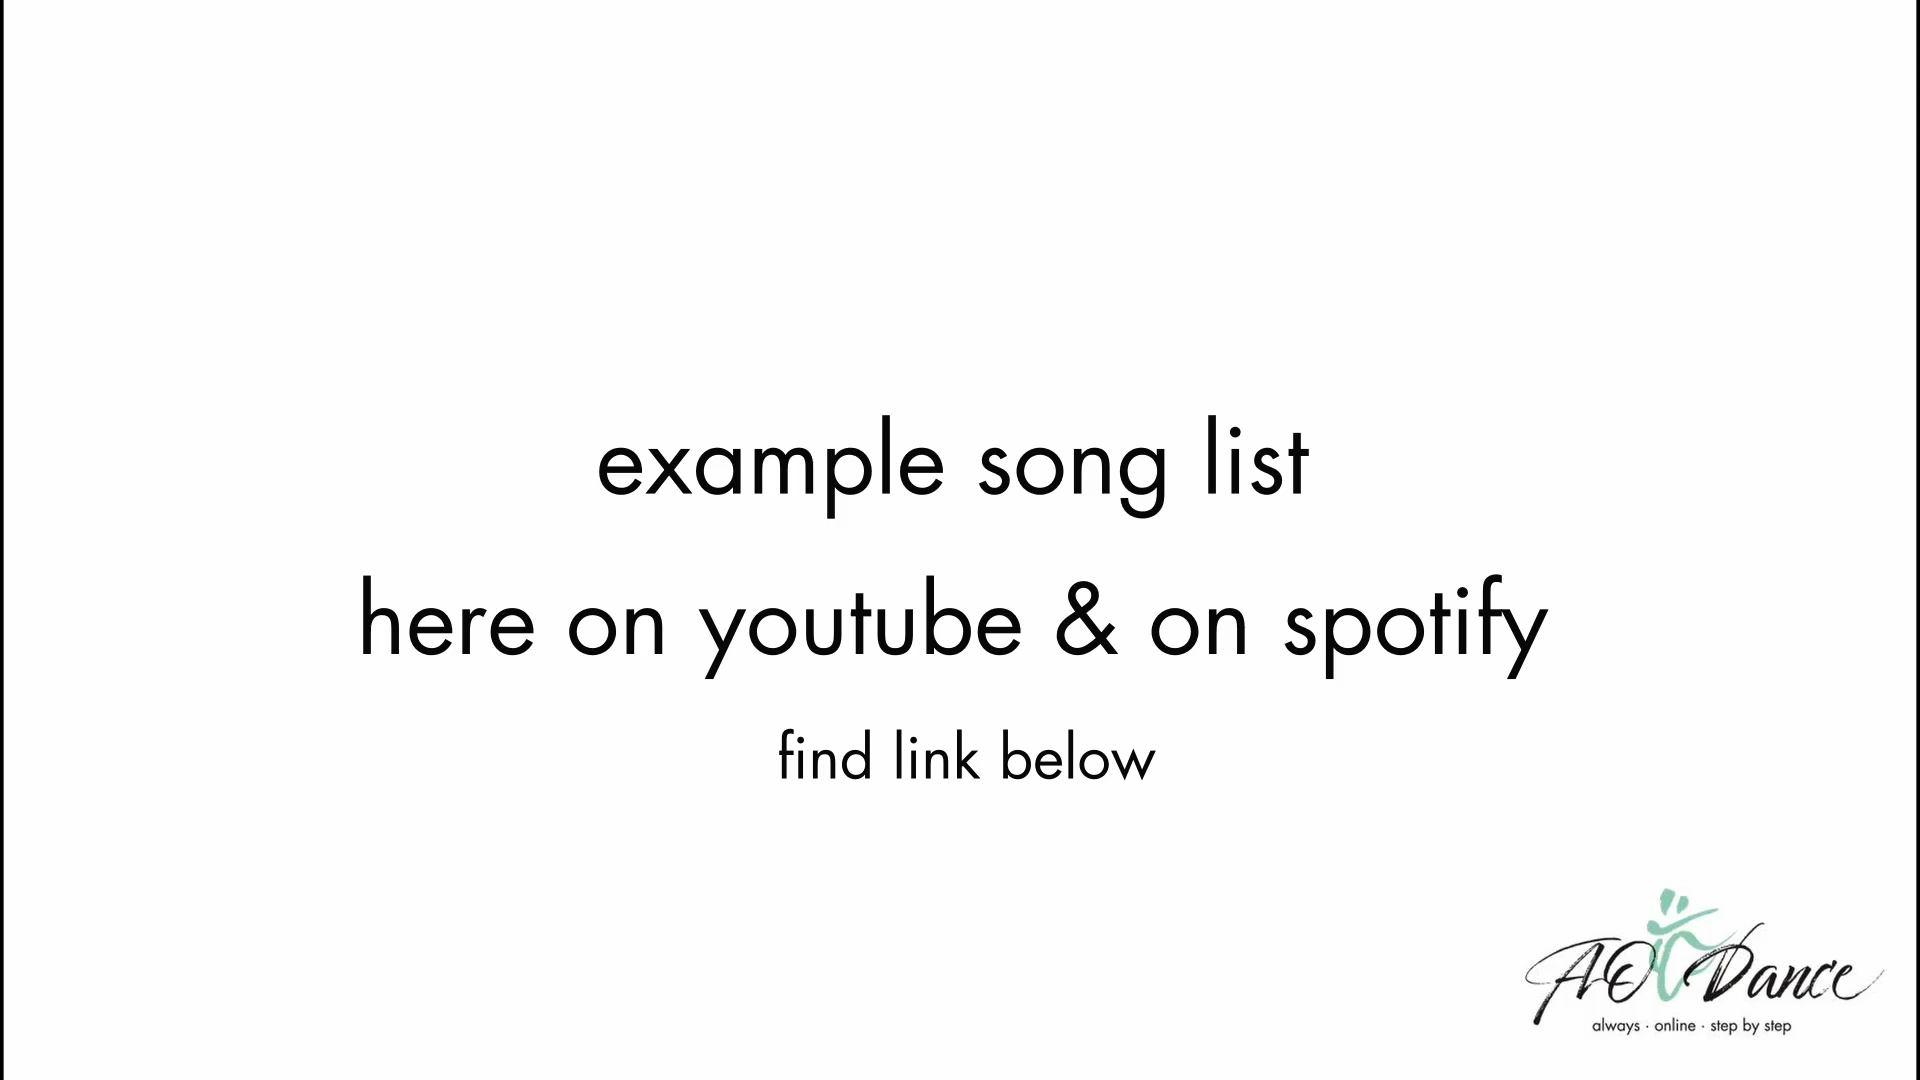 example song list
here on youtube & on spotify
find link below
AO Dance
always · online · step by step